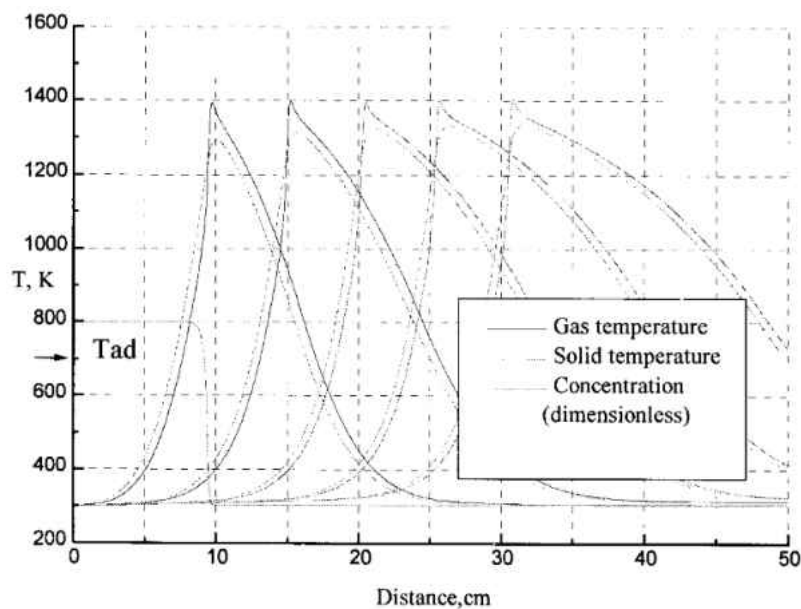 1600
1400
1200
1000
T, K
800
Tad
600
400
200
0
10
20
30
40
50
Distance,cm
Gas temperature
Solid temperature
Concentration
(dimensionless)